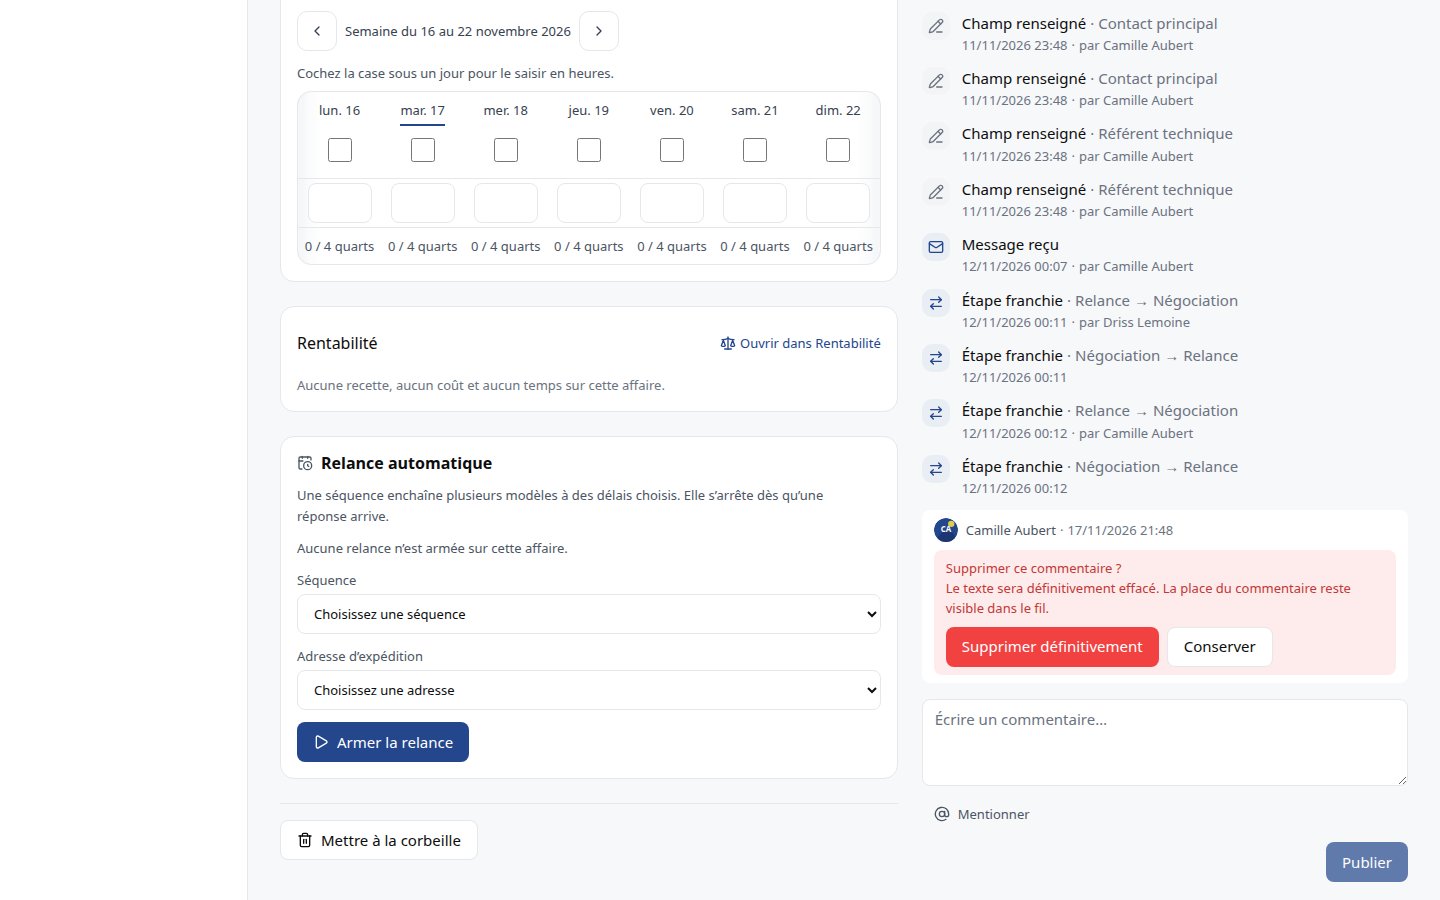 Semaine du 16 au 22 novembre 2026
Cochez la case sous un jour pour le saisir en heures.
lun. 16 mar. 17 mer. 18 jeu. 19 ven. 20 sam. 21 dim. 22
0 / 4 quarts 0 / 4 quarts 0 / 4 quarts 0 / 4 quarts 0 / 4 quarts 0 / 4 quarts 0 / 4 quarts
Rentabilité
Ouvrir dans Rentabilité
Aucune recette, aucun coût et aucun temps sur cette affaire.
Relance automatique
Une séquence enchaîne plusieurs modèles à des délais choisis. Elle s’arrête dès qu’une
réponse arrive.
Aucune relance n’est armée sur cette affaire.
Séquence
Choisissez une séquence
Adresse d’expédition
Choisissez une adresse
Armer la relance
Mettre à la corbeille
Champ renseigné · Contact principal
11/11/2026 23:48 · par Camille Aubert
Champ renseigné · Contact principal
11/11/2026 23:48 · par Camille Aubert
Champ renseigné · Référent technique
11/11/2026 23:48 · par Camille Aubert
Champ renseigné · Référent technique
11/11/2026 23:48 · par Camille Aubert
Message reçu
12/11/2026 00:07 · par Camille Aubert
Étape franchie · Relance → Négociation
12/11/2026 00:11 · par Driss Lemoine
Étape franchie · Négociation → Relance
12/11/2026 00:11
Étape franchie · Relance → Négociation
12/11/2026 00:12 · par Camille Aubert
Étape franchie · Négociation → Relance
12/11/2026 00:12
CA Camille Aubert · 17/11/2026 21:48
Supprimer ce commentaire ?
Le texte sera définitivement effacé. La place du commentaire reste
visible dans le fil.
Supprimer définitivement
Conserver
Écrire un commentaire…
Mentionner
Publier